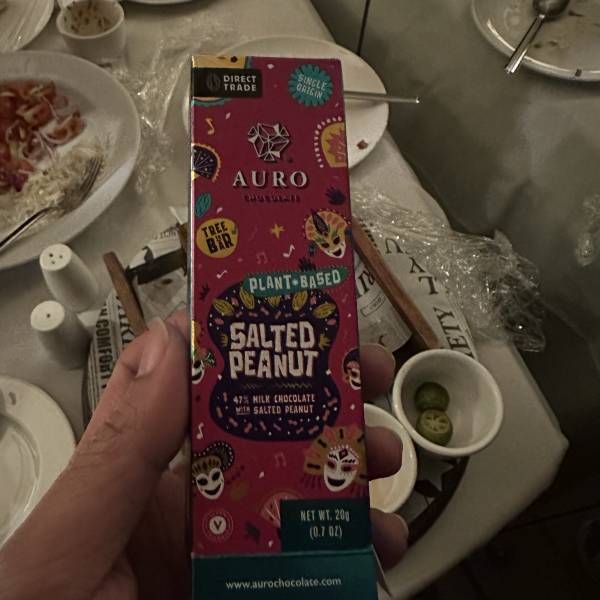 DIRECT
TRADE
SINGLE
ORIGIN
AURO
CHOCOLATE
TREE
TO
BAR
PLANT-BASED
SALTED
PEANUT
47% MILK CHOCOLATE
WITH SALTED PEANUT
V
NET WT. 20g
(0.7 OZ)
www.aurochocolate.com